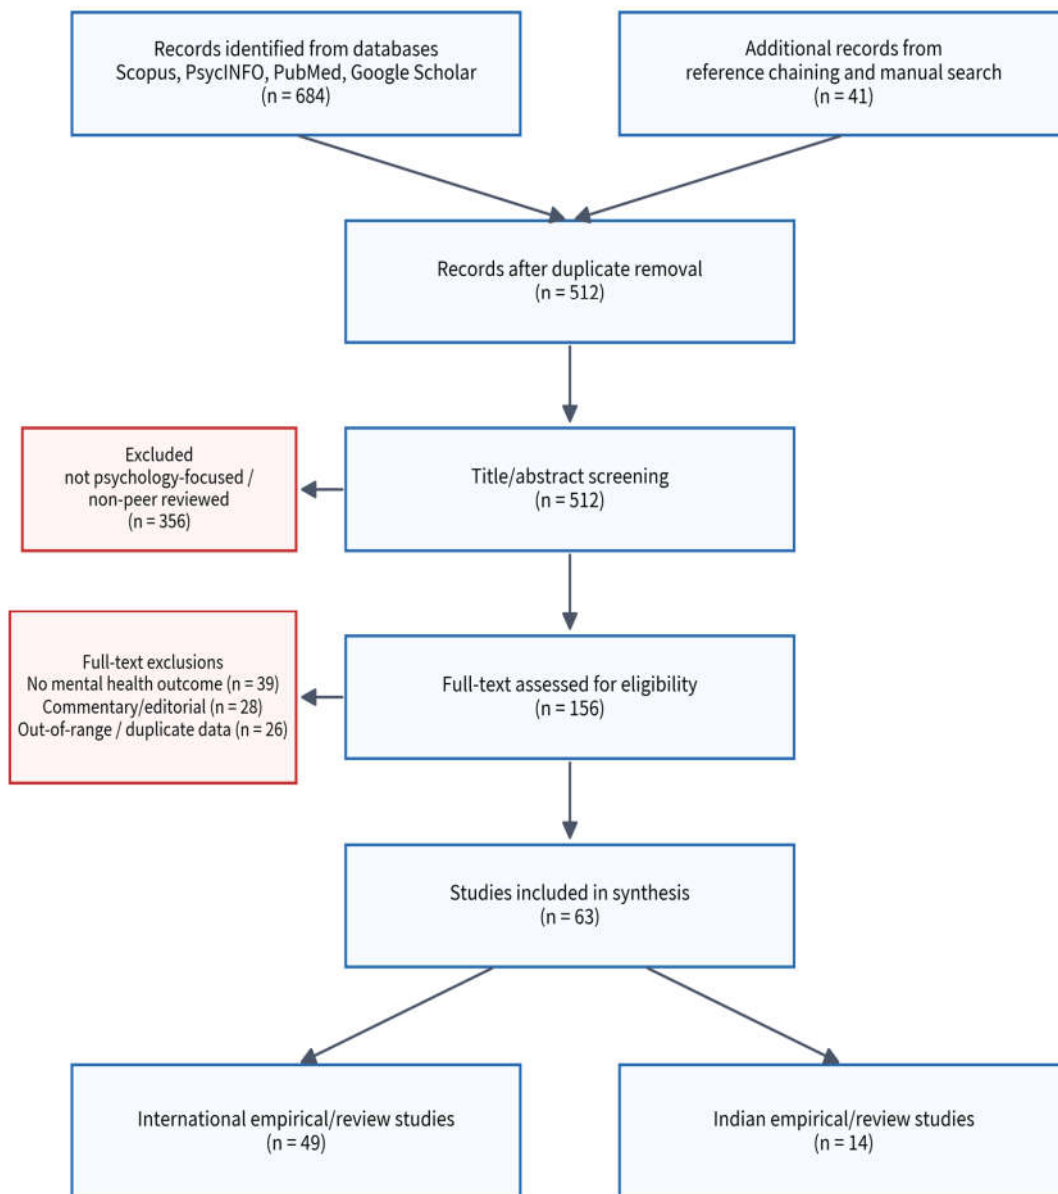 Records identified from databases
Scopus, PsycINFO, PubMed, Google Scholar
(n = 684)
Additional records from
reference chaining and manual search
(n = 41)
Records after duplicate removal
(n = 512)
Title/abstract screening
(n = 512)
Excluded
not psychology-focused /
non-peer reviewed
(n = 356)
Full-text assessed for eligibility
(n = 156)
Full-text exclusions
No mental health outcome (n = 39)
Commentary/editorial (n = 28)
Out-of-range / duplicate data (n = 26)
Studies included in synthesis
(n = 63)
International empirical/review studies
(n = 49)
Indian empirical/review studies
(n = 14)